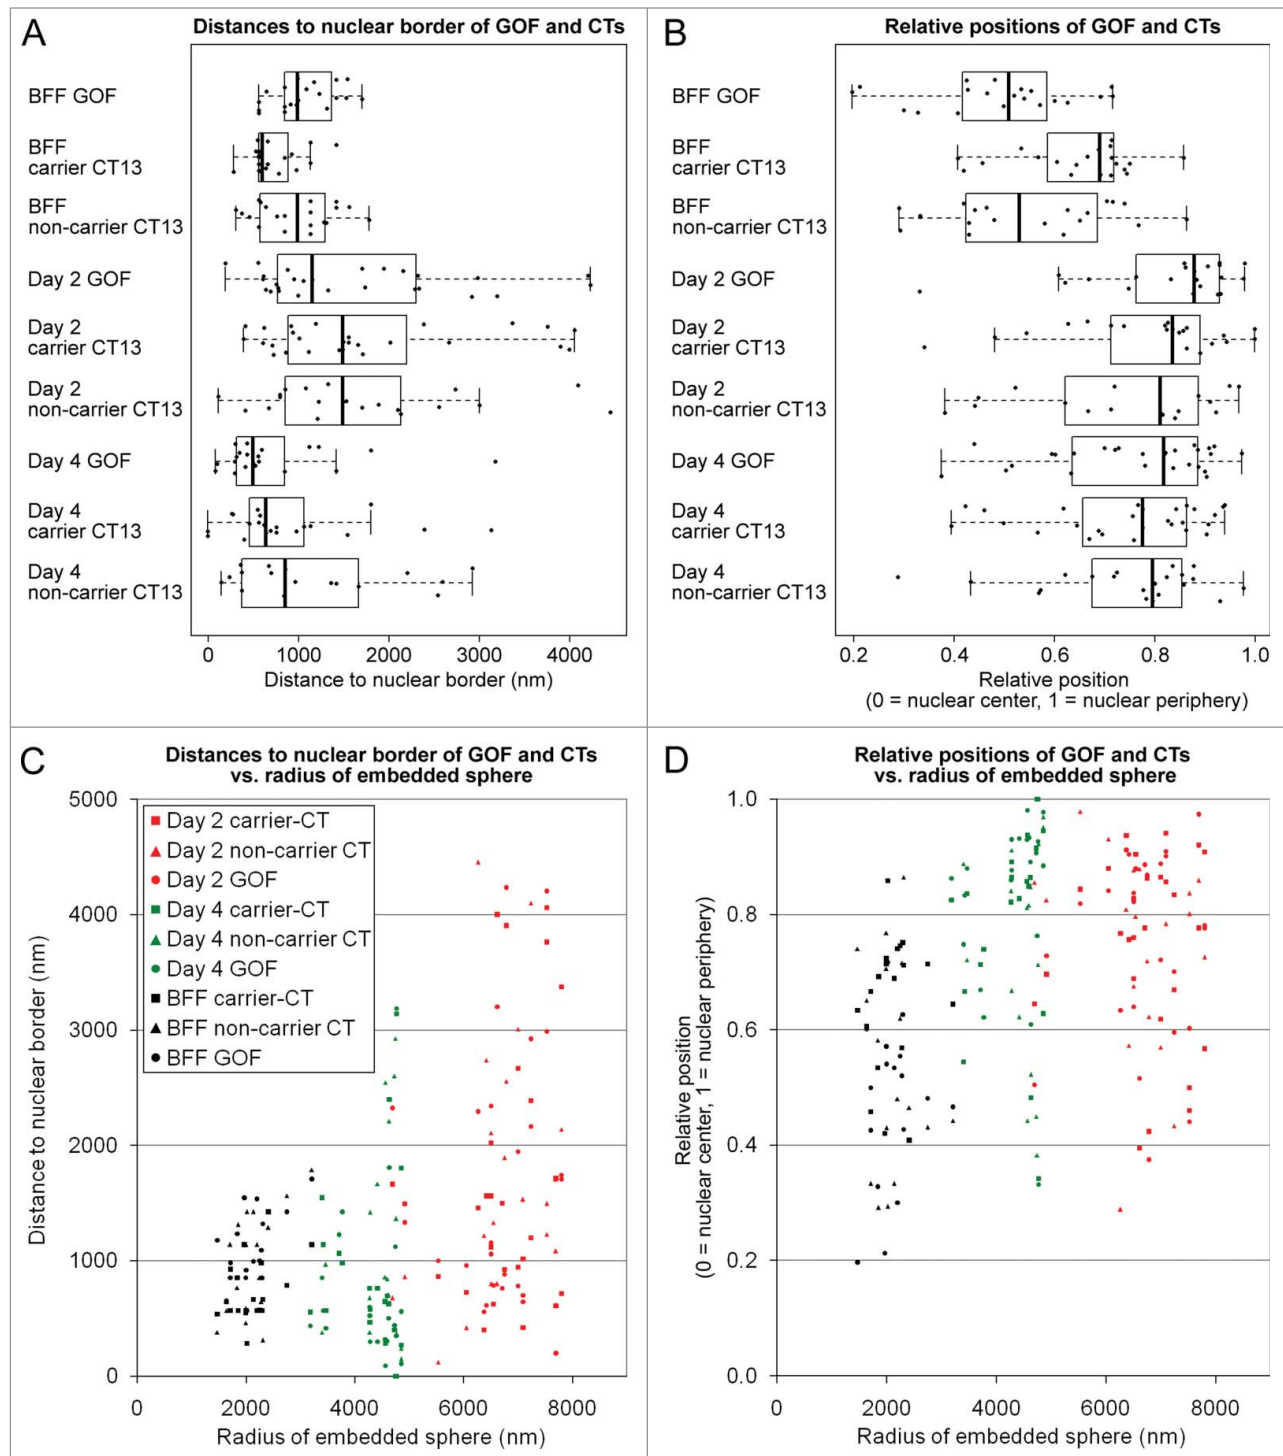 A
Distances to nuclear border of GOF and CTs
BFF GOF
BFF
carrier CT13
BFF
non-carrier CT13
Day 2 GOF
Day 2
carrier CT13
Day 2
non-carrier CT13
Day 4 GOF
Day 4
carrier CT13
Day 4
non-carrier CT13
0 1000 2000 3000 4000
Distance to nuclear border (nm)
B
Relative positions of GOF and CTs
BFF GOF
BFF
carrier CT13
BFF
non-carrier CT13
Day 2 GOF
Day 2
carrier CT13
Day 2
non-carrier CT13
Day 4 GOF
Day 4
carrier CT13
Day 4
non-carrier CT13
0.2 0.4 0.6 0.8 1.0
Relative position
(0 = nuclear center, 1 = nuclear periphery)
C
Distances to nuclear border of GOF and CTs
vs. radius of embedded sphere
Distance to nuclear border (nm)
5000
4000
3000
2000
1000
0
Day 2 carrier-CT
Day 2 non-carrier CT
Day 2 GOF
Day 4 carrier-CT
Day 4 non-carrier CT
Day 4 GOF
BFF carrier-CT
BFF non-carrier CT
BFF GOF
0 2000 4000 6000 8000
Radius of embedded sphere (nm)
D
Relative positions of GOF and CTs
vs. radius of embedded sphere
Relative position
(0 = nuclear center, 1 = nuclear periphery)
1.0
0.8
0.6
0.4
0.2
0.0
0 2000 4000 6000 8000
Radius of embedded sphere (nm)